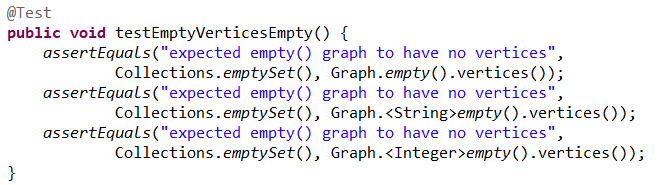 @Test
public void testEmptyVerticesEmpty() {
    assertEquals("expected empty() graph to have no vertices",
            Collections.emptySet(), Graph.empty().vertices());
    assertEquals("expected empty() graph to have no vertices",
            Collections.emptySet(), Graph.<String>empty().vertices());
    assertEquals("expected empty() graph to have no vertices",
            Collections.emptySet(), Graph.<Integer>empty().vertices());
}